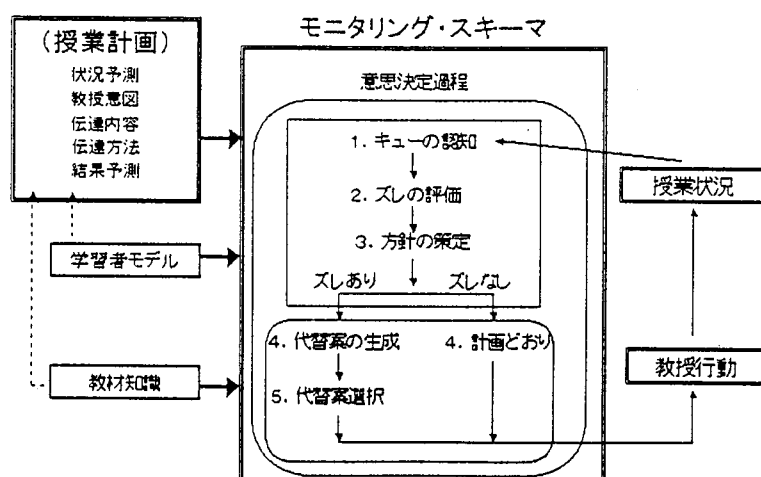 モニタリング・スキーマ
(授業計画)
状況予測
教授意図
伝達内容
伝達方法
結果予測
学習者モデル
教材知識
意思決定過程
1. キューの認知
2. ズレの評価
3. 方針の策定
ズレあり
ズレなし
4. 代替案の生成
4. 計画どおり
5. 代替案選択
授業状況
教授行動